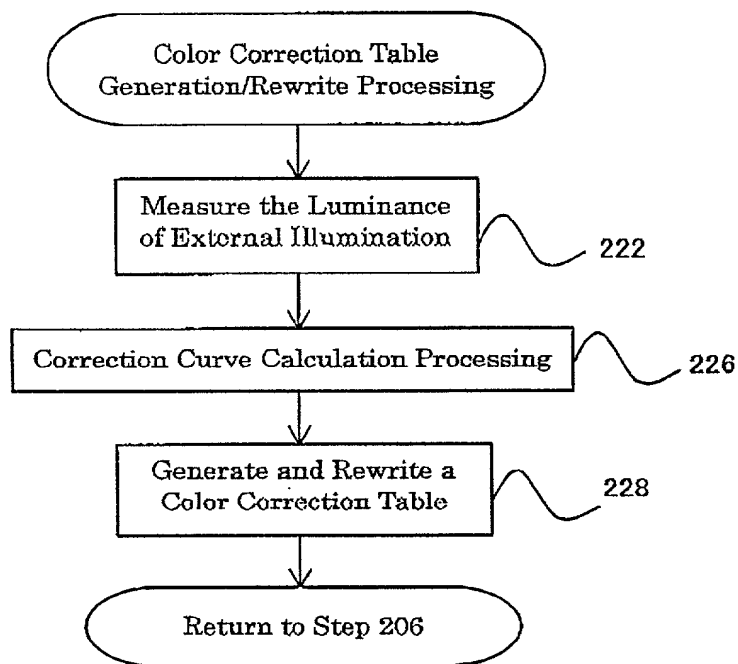 Color Correction Table
Generation/Rewrite Processing
Measure the Luminance
of External Illumination
222
Correction Curve Calculation Processing
226
Generate and Rewrite a
Color Correction Table
228
Return to Step 206